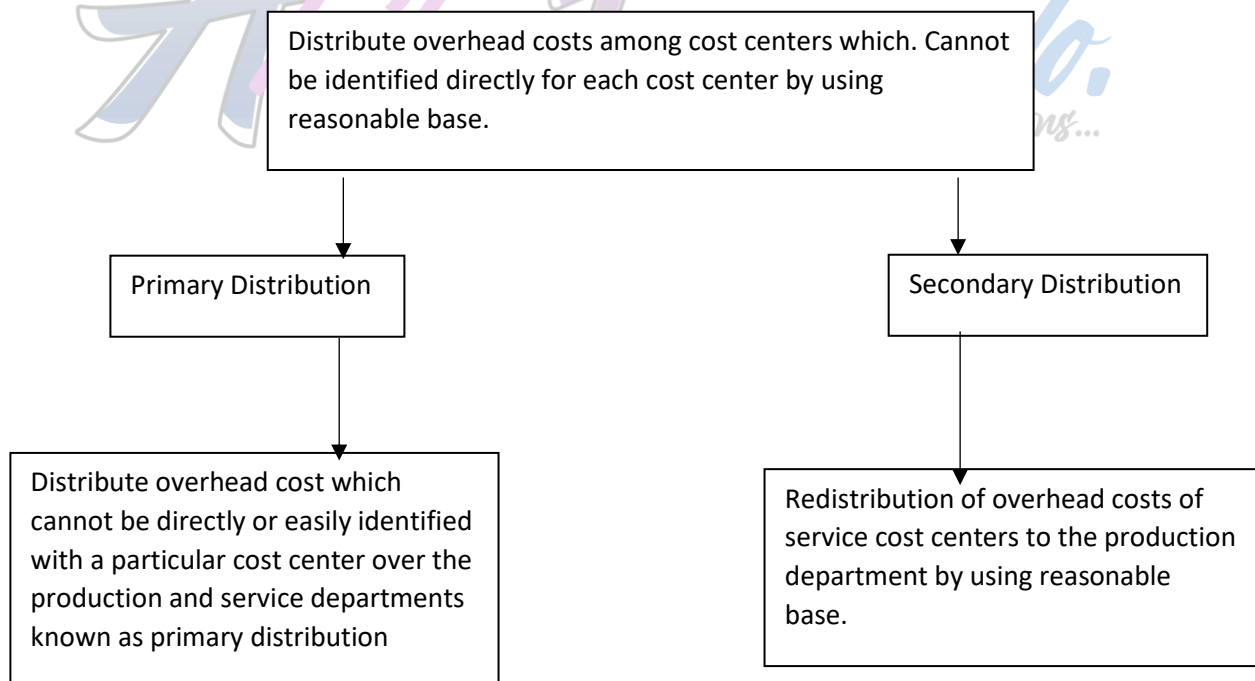 Distribute overhead costs among cost centers which. Cannot
be identified directly for each cost center by using
reasonable base.
Primary Distribution
Secondary Distribution
Distribute overhead cost which
cannot be directly or easily identified
with a particular cost center over the
production and service departments
known as primary distribution
Redistribution of overhead costs of
service cost centers to the production
department by using reasonable
base.